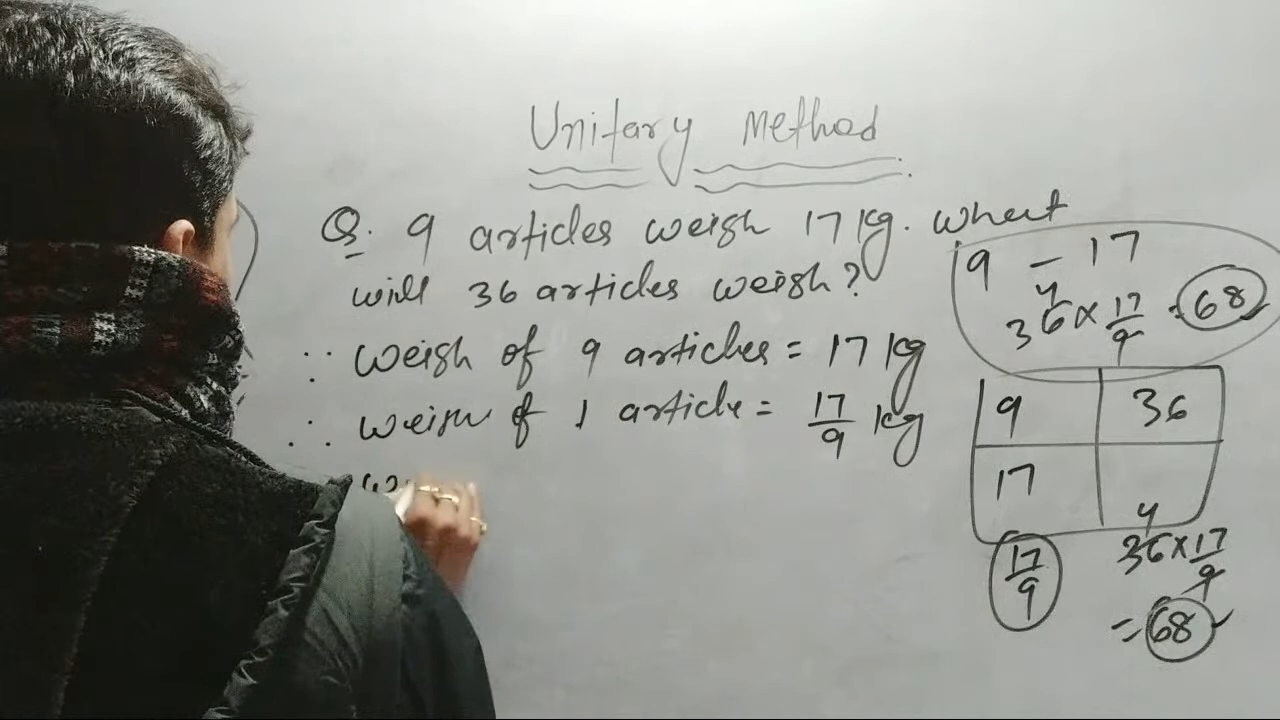 Unitary Method
Q. 9 articles weigh 17 kg. what
will 36 articles weigh?
∵ weigh of 9 articles = 17 kg
∴ weigh of 1 article = 17/9 kg
9 – 17
36 × 17/9 = 68
4
9 36
17
17/9
4
36 × 17/9
= 68